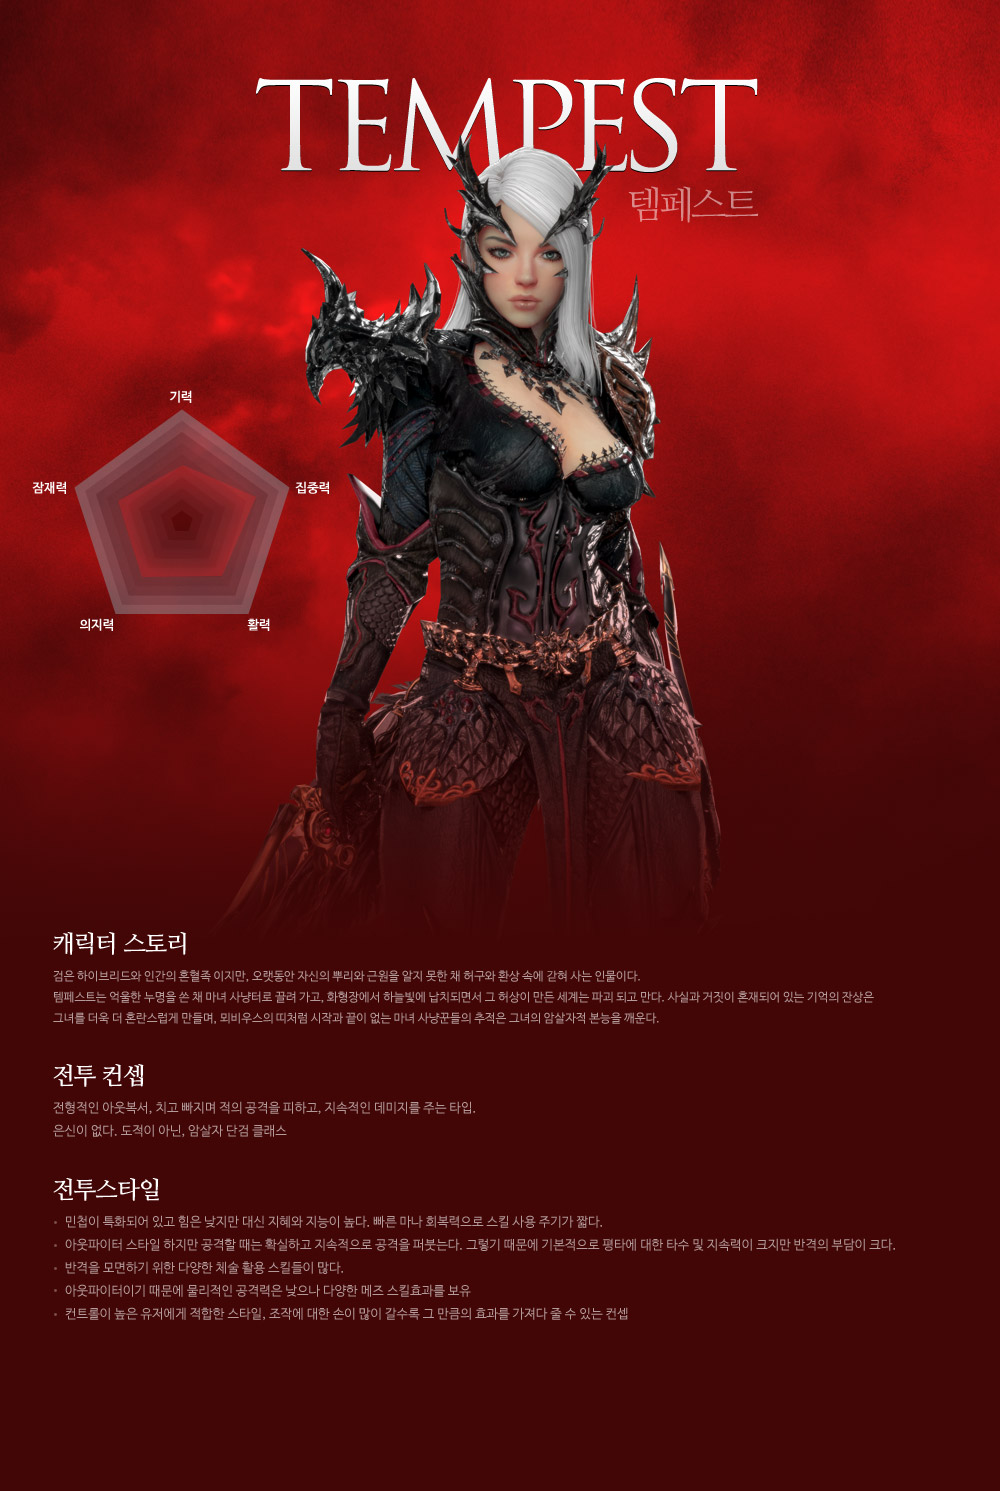 TEMPEST
템페스트
기력
잠재력
집중력
의지력
활력
캐릭터 스토리
검은 하이브리드와 인간의 혼혈족 이지만, 오랫동안 자신의 뿌리와 근원을 알지 못한 채 허구와 환상 속에 갇혀 사는 인물이다.
템페스트는 억울한 누명을 쓴 채 마녀 사냥터로 끌려 가고, 화형장에서 하늘빛에 납치되면서 그 허상이 만든 세계는 파괴 되고 만다. 사실과 거짓이 혼재되어 있는 기억의 잔상은
그녀를 더욱 더 혼란스럽게 만들며, 뫼비우스의 띠처럼 시작과 끝이 없는 마녀 사냥꾼들의 추적은 그녀의 암살자적 본능을 깨운다.
전투 컨셉
전형적인 아웃복서, 치고 빠지며 적의 공격을 피하고, 지속적인 데미지를 주는 타입.
은신이 없다. 도적이 아닌, 암살자 단검 클래스
전투스타일
• 민첩이 특화되어 있고 힘은 낮지만 대신 지혜와 지능이 높다. 빠른 마나 회복력으로 스킬 사용 주기가 짧다.
• 아웃파이터 스타일 하지만 공격할 때는 확실하고 지속적으로 공격을 퍼붓는다. 그렇기 때문에 기본적으로 평타에 대한 타수 및 지속력이 크지만 반격의 부담이 크다.
• 반격을 모면하기 위한 다양한 체술 활용 스킬들이 많다.
• 아웃파이터이기 때문에 물리적인 공격력은 낮으나 다양한 메즈 스킬효과를 보유
• 컨트롤이 높은 유저에게 적합한 스타일, 조작에 대한 손이 많이 갈수록 그 만큼의 효과를 가져다 줄 수 있는 컨셉